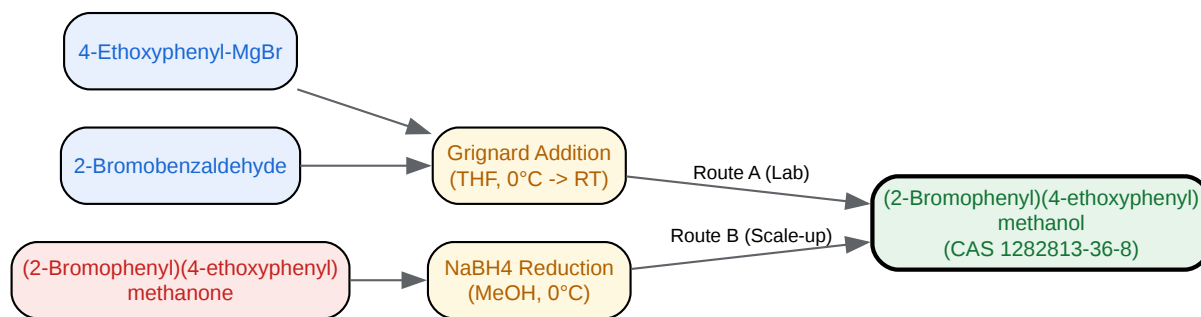 4-Ethoxyphenyl-MgBr
2-Bromobenzaldehyde
Grignard Addition
(THF, 0°C -> RT)
Route A (Lab)
(2-Bromophenyl)(4-ethoxyphenyl)
methanol
(CAS 1282813-36-8)
Route B (Scale-up)
(2-Bromophenyl)(4-ethoxyphenyl)
methanone
NaBH4 Reduction
(MeOH, 0°C)